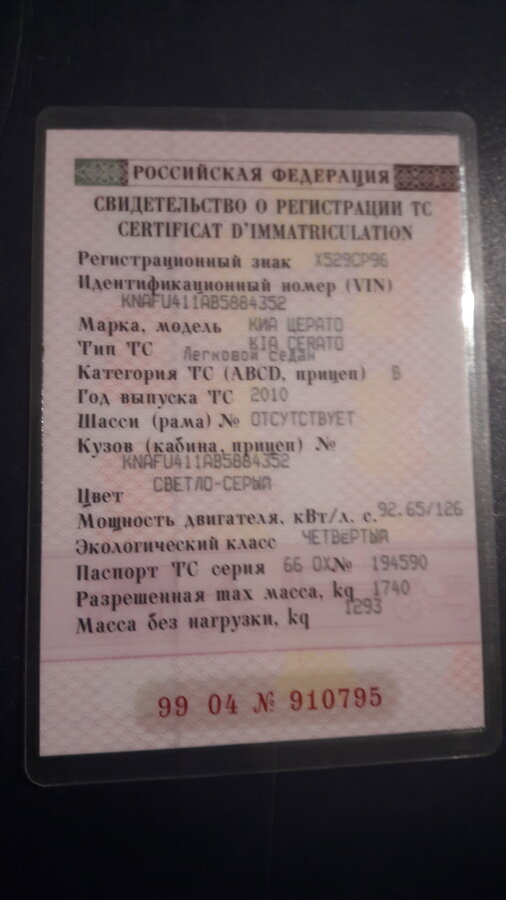 РОССИЙСКАЯ ФЕДЕРАЦИЯ
СВИДЕТЕЛЬСТВО О РЕГИСТРАЦИИ ТС
CERTIFICAT D'IMMATRICULATION
Регистрационный знак Х529СР96
Идентификационный номер (VIN)
KNAFU411AB5884352
Марка, модель КИА ЦЕРАТО
KIA CERATO
Тип ТС Легковой седан
Категория ТС (ABCD, прицеп) B
Год выпуска ТС 2010
Шасси (рама) № ОТСУТСТВУЕТ
Кузов (кабина, прицеп) №
KNAFU411AB5884352
Цвет СВЕТЛО-СЕРЫЙ
Мощность двигателя, кВт/л. с. 92.65/126
Экологический класс ЧЕТВЕРТЫЙ
Паспорт ТС серия 66 ОХ № 194590
Разрешенная max масса, kg 1740
Масса без нагрузки, kg 1293
99 04 № 910795